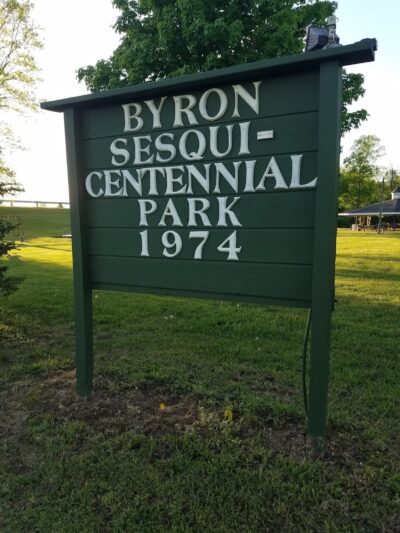 BYRON
SESQUI-
CENTENNIAL
PARK
1974